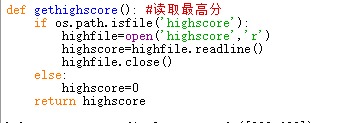 def gethighscore(): #读取最高分
    if os.path.isfile('highscore'):
        highfile=open('highscore','r')
        highscore=highfile.readline()
        highfile.close()
    else:
        highscore=0
    return highscore